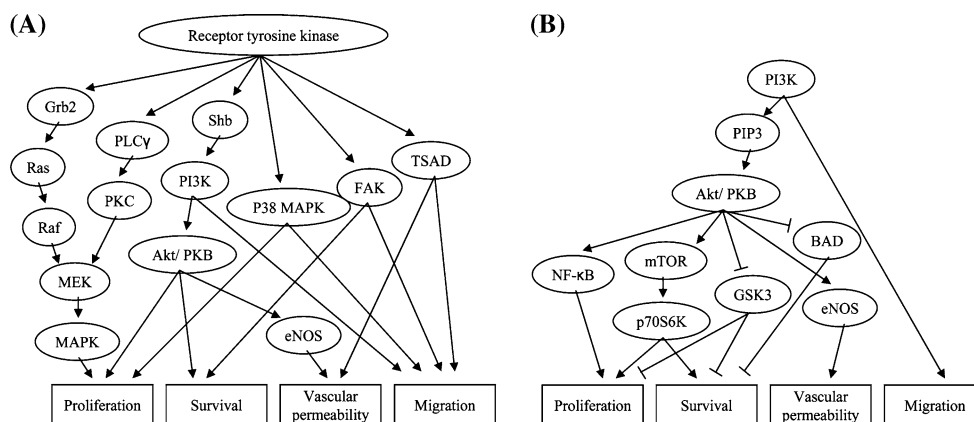 (A)
Receptor tyrosine kinase
Grb2
PLCγ
Shb
TSAD
Ras
PKC
PI3K
P38 MAPK
FAK
Raf
Akt/ PKB
MEK
eNOS
MAPK
Proliferation
Survival
Vascular
permeability
Migration
(B)
PI3K
PIP3
Akt/ PKB
BAD
NF-κB
mTOR
GSK3
eNOS
p70S6K
Proliferation
Survival
Vascular
permeability
Migration